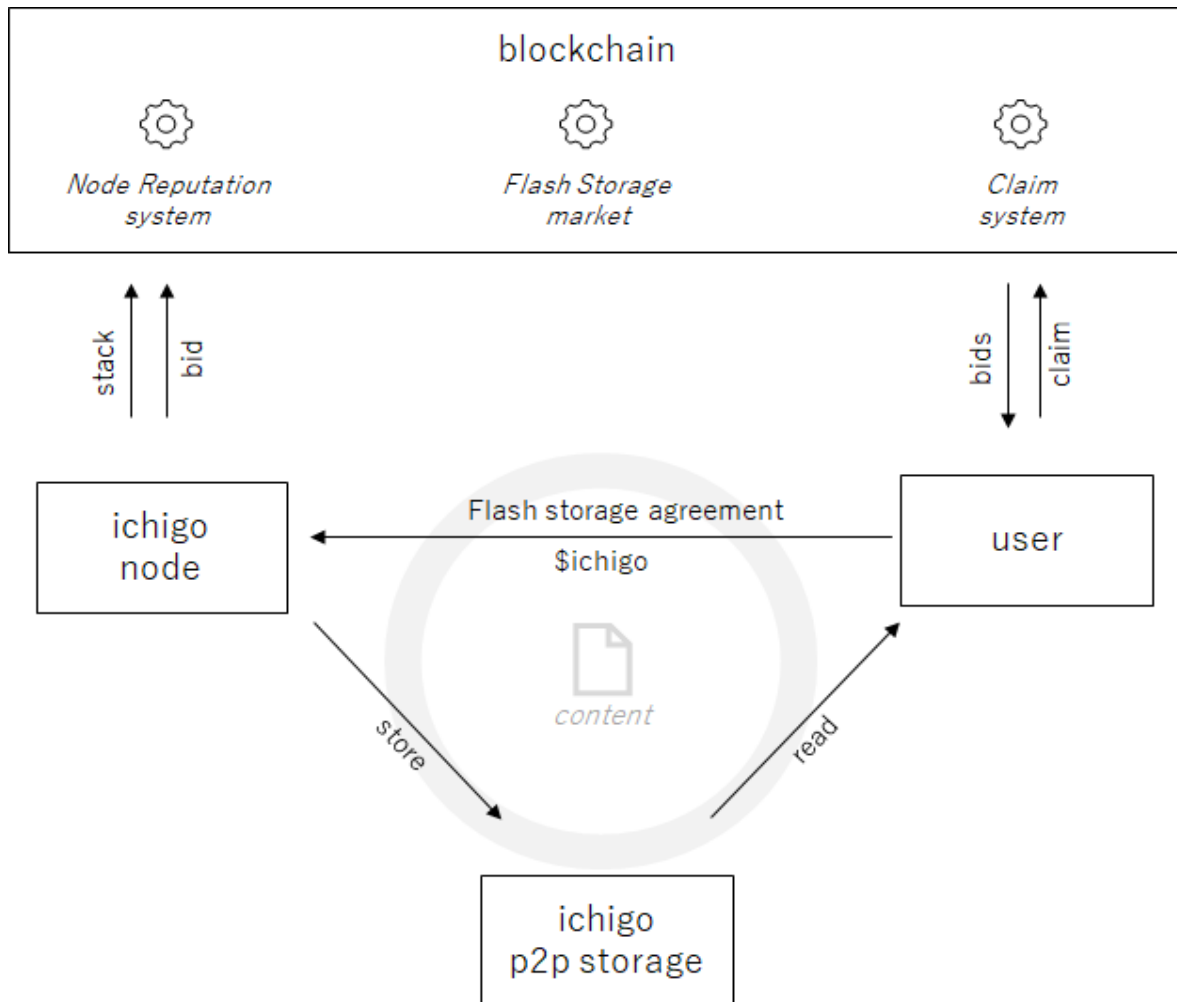 blockchain
Node Reputation
system
Flash Storage
market
Claim
system
stack
bid
bids
claim
ichigo
node
Flash storage agreement
$ichigo
user
content
store
read
ichigo
p2p storage